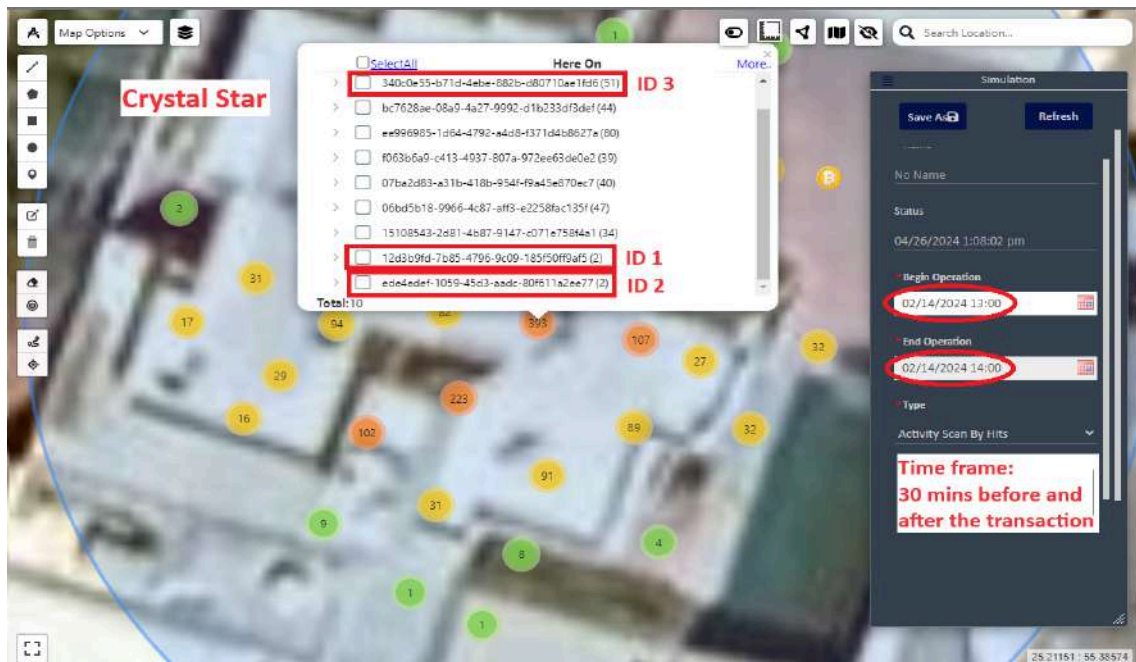 Map Options
Search Location...
Crystal Star
SelectAll
Here On
More..
340c0e55-b71d-4ebe-882b-d80710ae1fd6 (51)
ID 3
bc7628ae-08a9-4a27-9992-d1b233df3def (44)
ee996985-1d64-4792-a4d8-f371d4b8627a (80)
f063b6a9-c413-4937-807a-972ee63de0e2 (39)
07ba2d83-a31b-418b-954f-f9a45e870ec7 (40)
06bd5b18-9966-4c87-aff3-e2258fac135f (47)
15108543-2d81-4b87-9147-c071e758f4a1 (34)
12d3b9fd-7b85-4796-9c09-185f50ff9af5 (2)
ID 1
ede4edef-1059-45d3-aadc-80f611a2ee77 (2)
ID 2
Total:10
Simulation
Save As
Refresh
No Name
Status
04/26/2024 1:08:02 pm
*Begin Operation
02/14/2024 13:00
*End Operation
02/14/2024 14:00
*Type
Activity Scan By Hits
Time frame:
30 mins before and
after the transaction
1
2
31
17
94
393
107
27
32
29
223
16
102
89
32
91
31
9
8
4
1
1
25.21151 : 55.38574